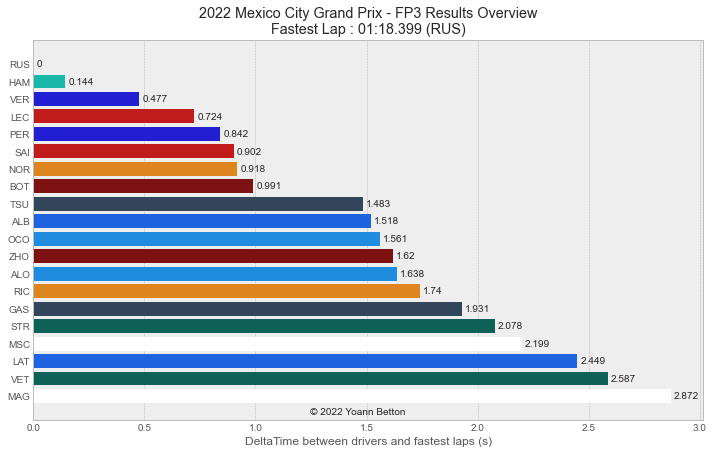 2022 Mexico City Grand Prix - FP3 Results Overview
Fastest Lap : 01:18.399 (RUS)
RUS 0
HAM 0.144
VER 0.477
LEC 0.724
PER 0.842
SAI 0.902
NOR 0.918
BOT 0.991
TSU 1.483
ALB 1.518
OCO 1.561
ZHO 1.62
ALO 1.638
RIC 1.74
GAS 1.931
STR 2.078
MSC 2.199
LAT 2.449
VET 2.587
MAG 2.872
© 2022 Yoann Betton
0.0 0.5 1.0 1.5 2.0 2.5 3.0
DeltaTime between drivers and fastest laps (s)